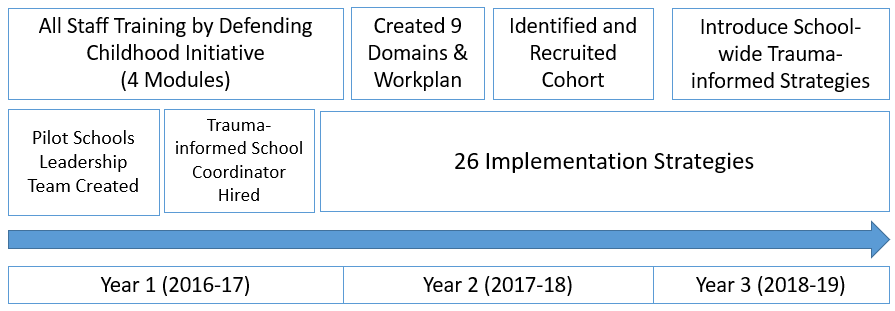 All Staff Training by Defending
Childhood Initiative
(4 Modules)
Created 9
Domains &
Workplan
Identified and
Recruited
Cohort
Introduce School-
wide Trauma-
informed Strategies
Pilot Schools
Leadership
Team Created
Trauma-
informed School
Coordinator
Hired
26 Implementation Strategies
Year 1 (2016-17)
Year 2 (2017-18)
Year 3 (2018-19)